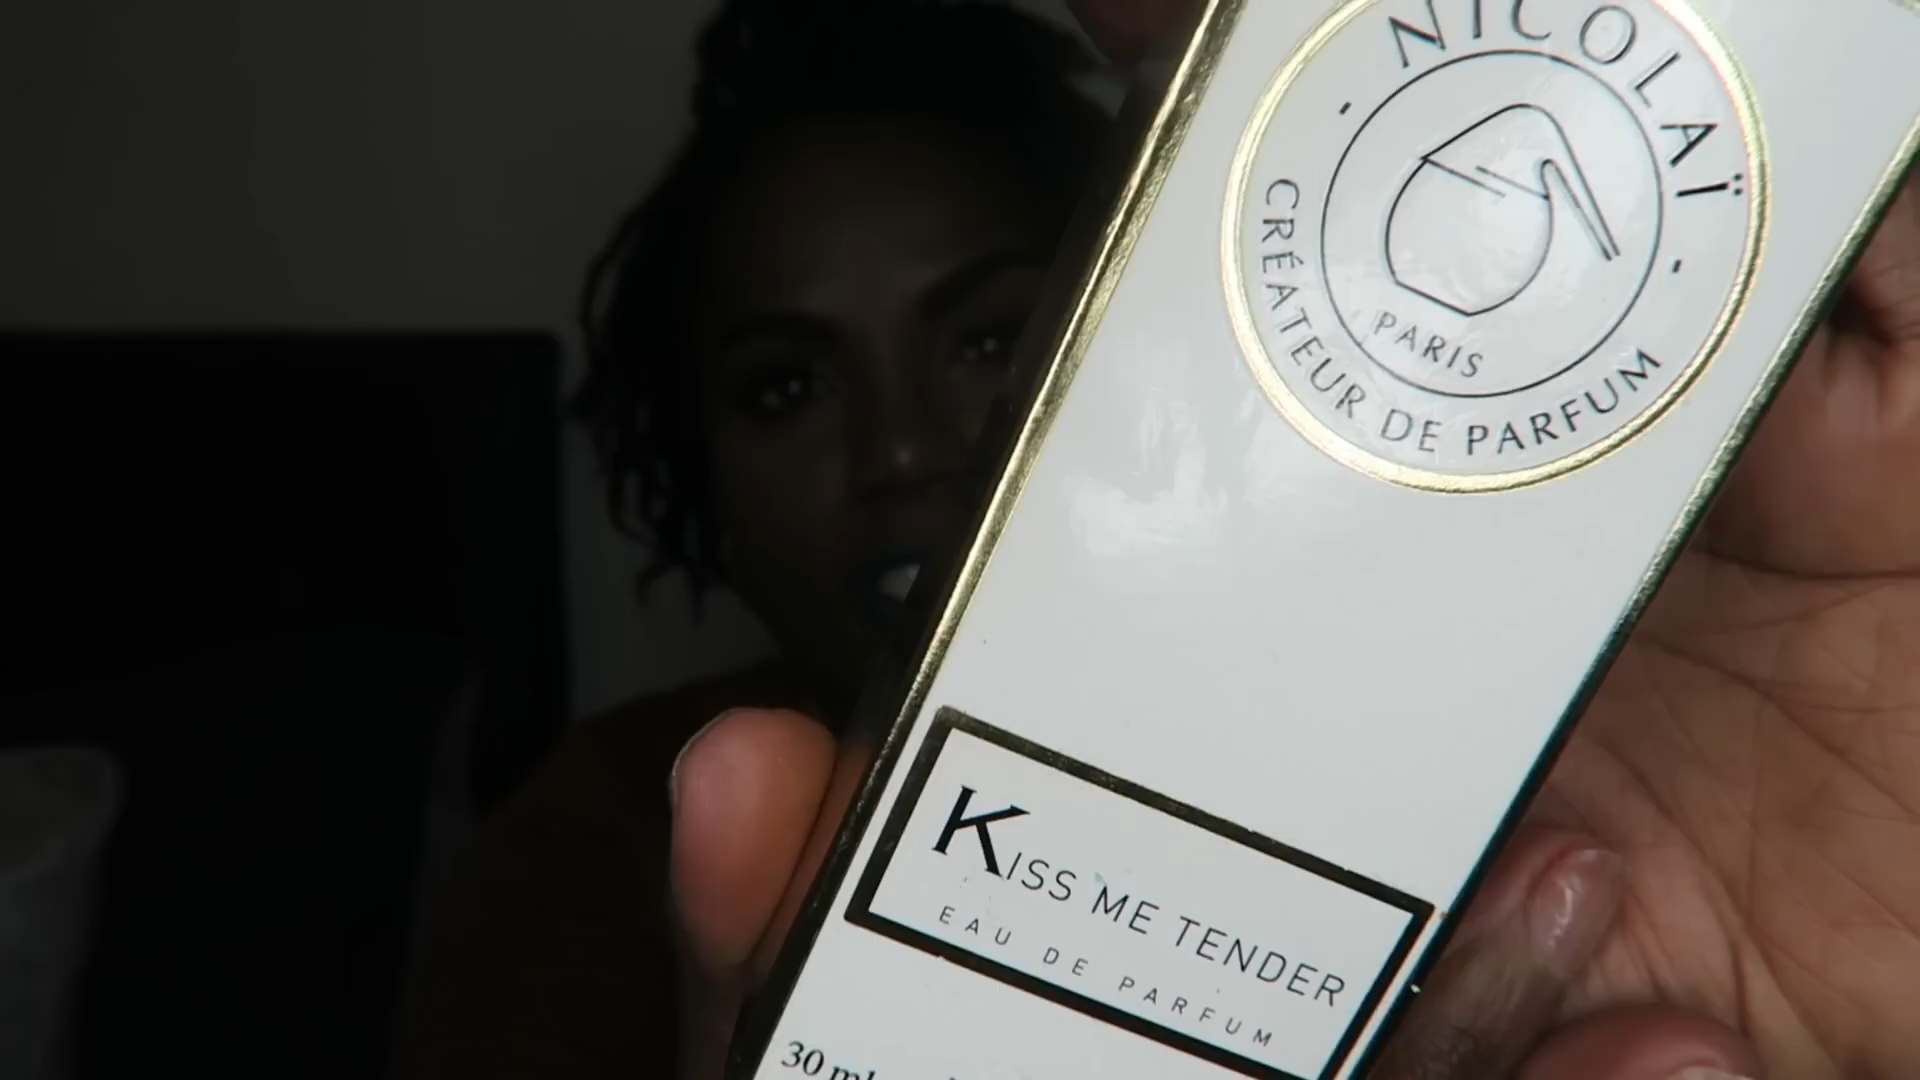 NICOLAÏ
CRÉATEUR DE PARFUM
PARIS
KISS ME TENDER
EAU DE PARFUM
30 ml